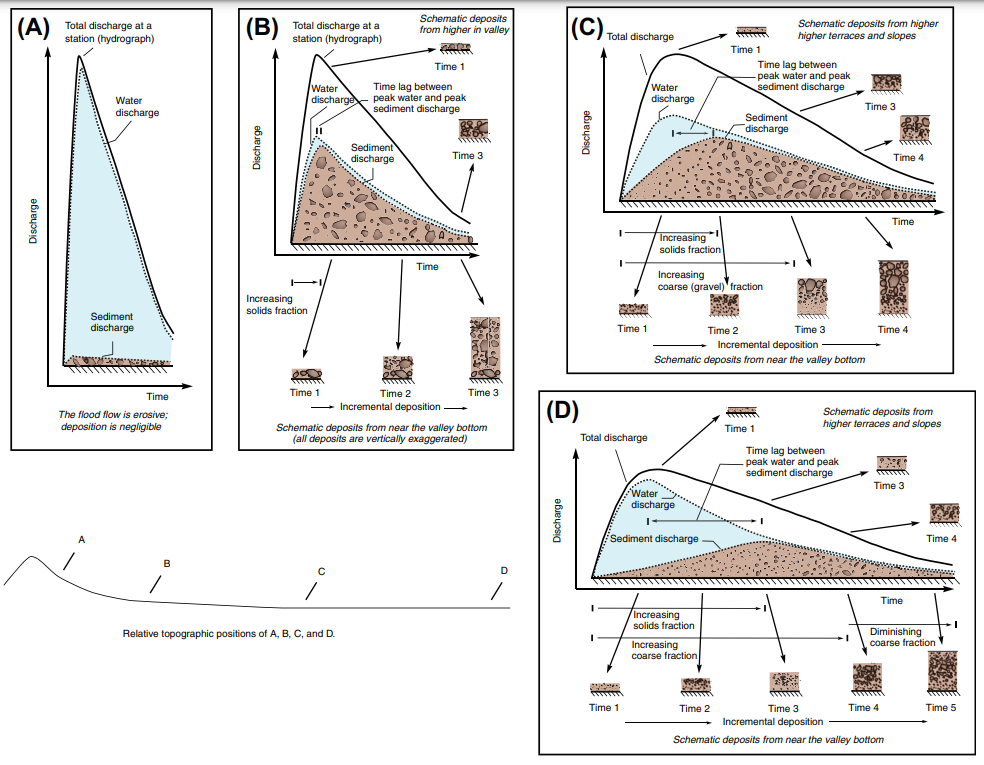 (A)
Total discharge at a
station (hydrograph)
Water
discharge
Discharge
Sediment
discharge
Time
The flood flow is erosive;
deposition is negligible
(B)
Total discharge at a
station (hydrograph)
Schematic deposits
from higher in valley
Time 1
Water
discharge
Time lag between
peak water and peak
sediment discharge
Discharge
Sediment
discharge
Time 3
Time
Increasing
solids fraction
Time 1
Time 2
Time 3
Incremental deposition
Schematic deposits from near the valley bottom
(all deposits are vertically exaggerated)
(C)
Total discharge
Schematic deposits from higher
higher terraces and slopes
Time 1
Time lag between
peak water and peak
sediment discharge
Water
discharge
Time 3
Sediment
discharge
Discharge
Time 4
Time
Increasing
solids fraction
Increasing
coarse (gravel) fraction
Time 1
Time 2
Time 3
Time 4
Incremental deposition
Schematic deposits from near the valley bottom
(D)
Schematic deposits from
higher terraces and slopes
Time 1
Total discharge
Time lag between
peak water and peak
sediment discharge
Time 3
Water
discharge
Discharge
Sediment discharge
Time 4
Time
Increasing
solids fraction
Increasing
coarse fraction
Diminishing
coarse fraction
Time 1
Time 2
Time 3
Time 4
Time 5
Incremental deposition
Schematic deposits from near the valley bottom
A
B
C
D
Relative topographic positions of A, B, C, and D.